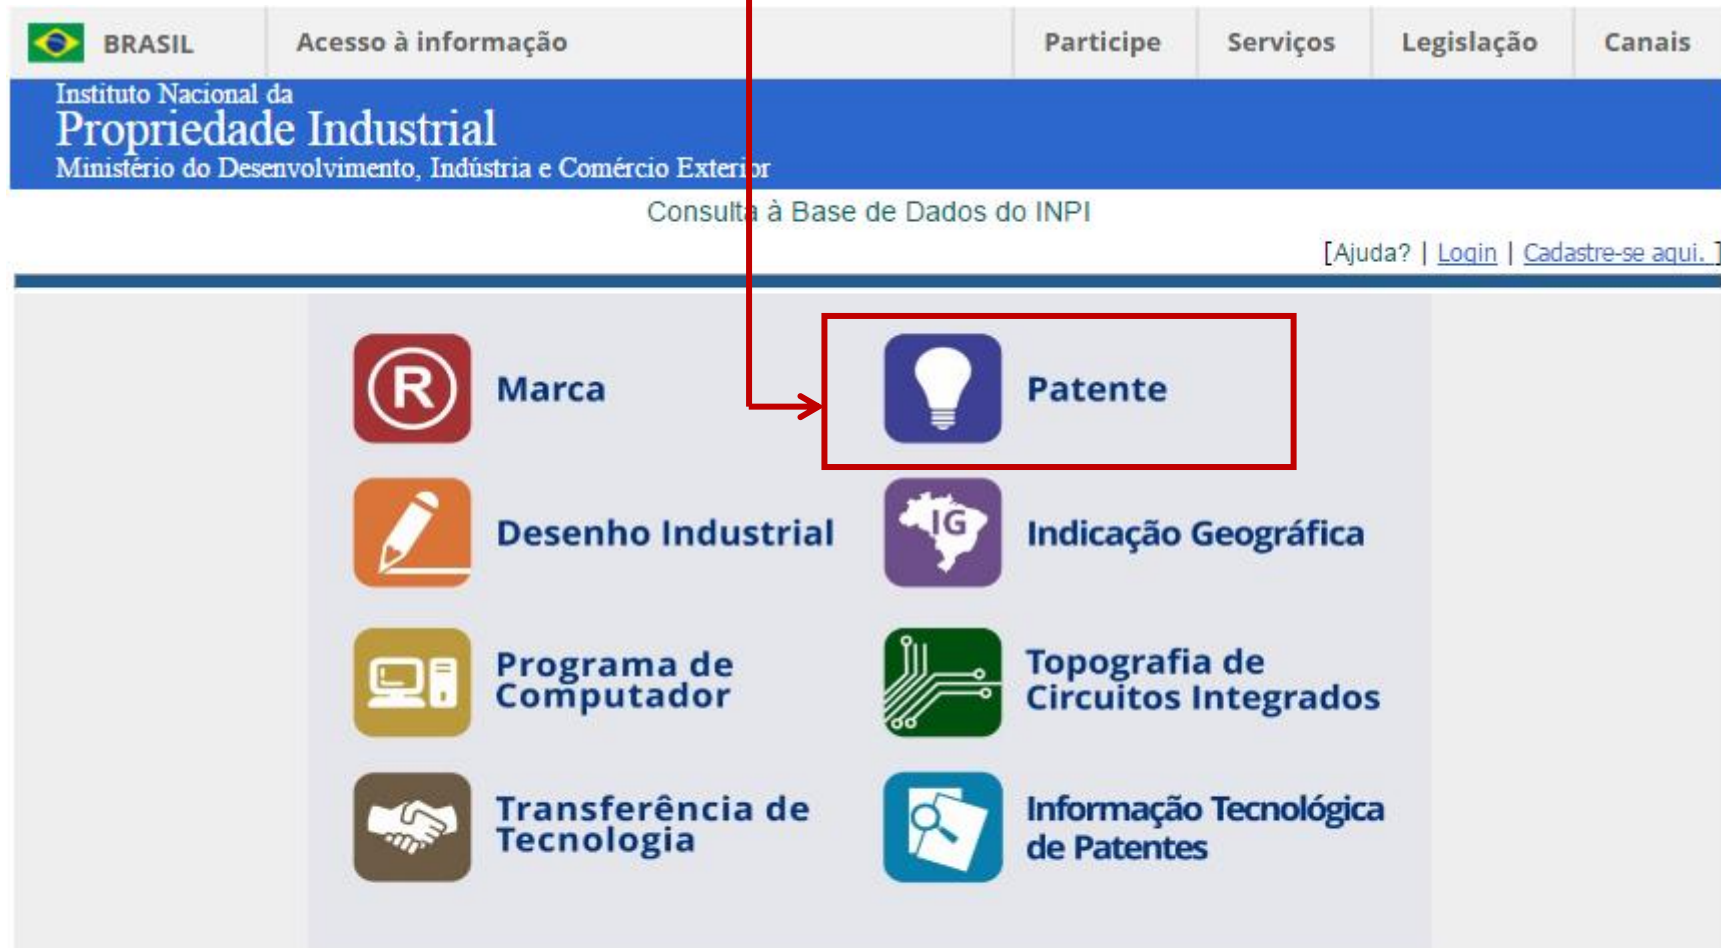 BRASIL Acesso à informação Participe Serviços Legislação Canais
Instituto Nacional da
Propriedade Industrial
Ministério do Desenvolvimento, Indústria e Comércio Exterior
Consulta à Base de Dados do INPI
[Ajuda? | Login | Cadastre-se aqui. ]
R Marca
Patente
Desenho Industrial
IG Indicação Geográfica
Programa de
Computador
Topografia de
Circuitos Integrados
Transferência de
Tecnologia
Informação Tecnológica
de Patentes